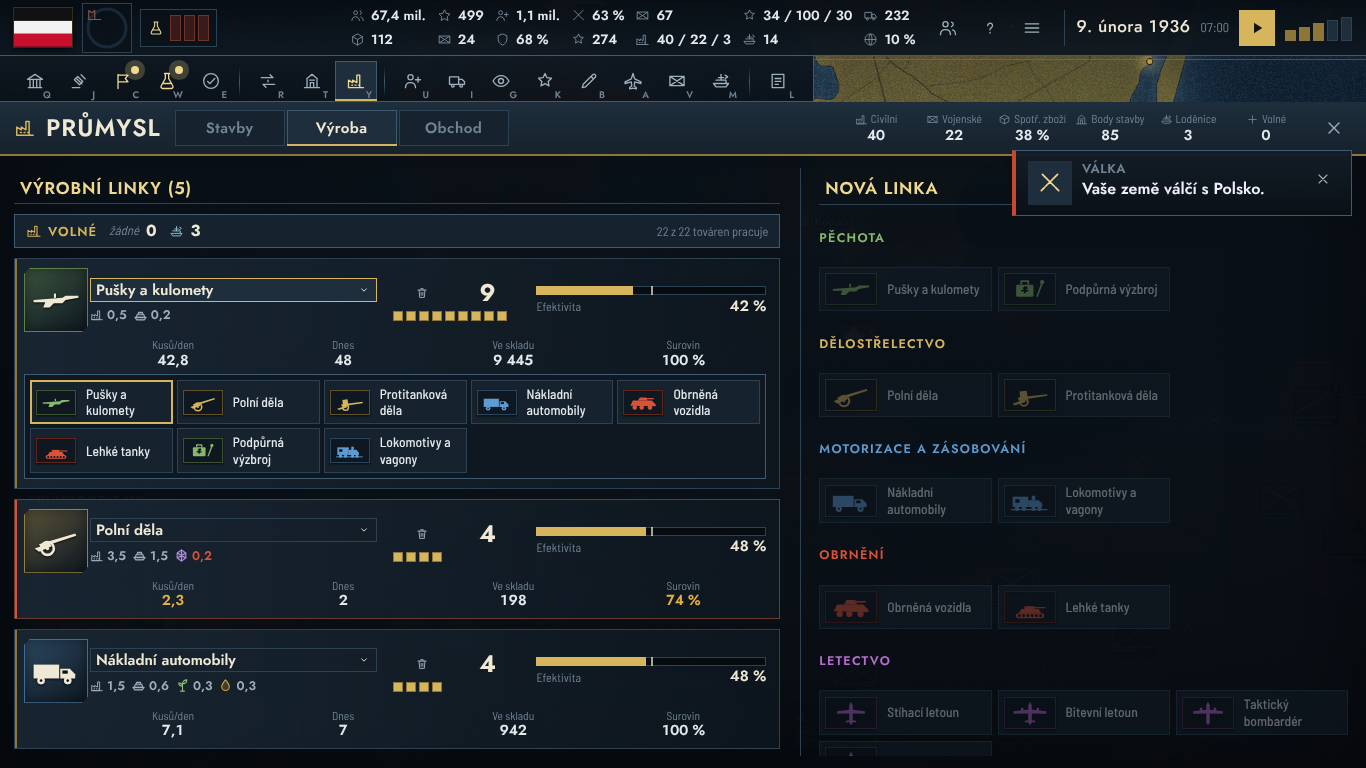 67,4 mil. 499 1,1 mil. 63 % 67 34 / 100 / 30 232
112 24 68 % 274 40 / 22 / 3 14 10 %
? 9. února 1936 07:00
Q J C W E R T Y U I G K B A V M L
PRŮMYSL Stavby Výroba Obchod
Civilní Vojenské Spotř. zboží Body stavby Loděnice Volné
40 22 38 % 85 3 0
VÁLKA
Vaše země válčí s Polsko.
VÝROBNÍ LINKY (5)
VOLNÉ žádné 0 3 22 z 22 továren pracuje
Pušky a kulomety 9
0,5 0,2 Efektivita 42 %
Kusů/den Dnes Ve skladu Surovin
42,8 48 9 445 100 %
Pušky a kulomety
Polní děla
Protitanková děla
Nákladní automobily
Obrněná vozidla
Lehké tanky
Podpůrná výzbroj
Lokomotivy a vagony
Polní děla 4
3,5 1,5 0,2 Efektivita 48 %
Kusů/den Dnes Ve skladu Surovin
2,3 2 198 74 %
Nákladní automobily 4
1,5 0,6 0,3 0,3 Efektivita 48 %
Kusů/den Dnes Ve skladu Surovin
7,1 7 942 100 %
NOVÁ LINKA
PĚCHOTA
Pušky a kulomety Podpůrná výzbroj
DĚLOSTŘELECTVO
Polní děla Protitanková děla
MOTORIZACE A ZÁSOBOVÁNÍ
Nákladní automobily
Lokomotivy a vagony
OBRNĚNÍ
Obrněná vozidla Lehké tanky
LETECTVO
Stíhací letoun Bitevní letoun Taktický bombardér